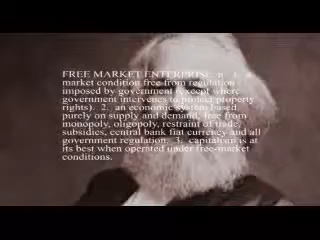 FREE MARKET ENTERPRISE n. 1. a
market condition free from regulation
imposed by government (except where
government intervenes to protect property
rights). 2. an economic system based
purely on supply and demand, free from
monopoly, oligopoly, restraint of trade,
subsidies, central bank fiat currency and all
government regulation. 3. capitalism is at
its best when operated under free-market
conditions.